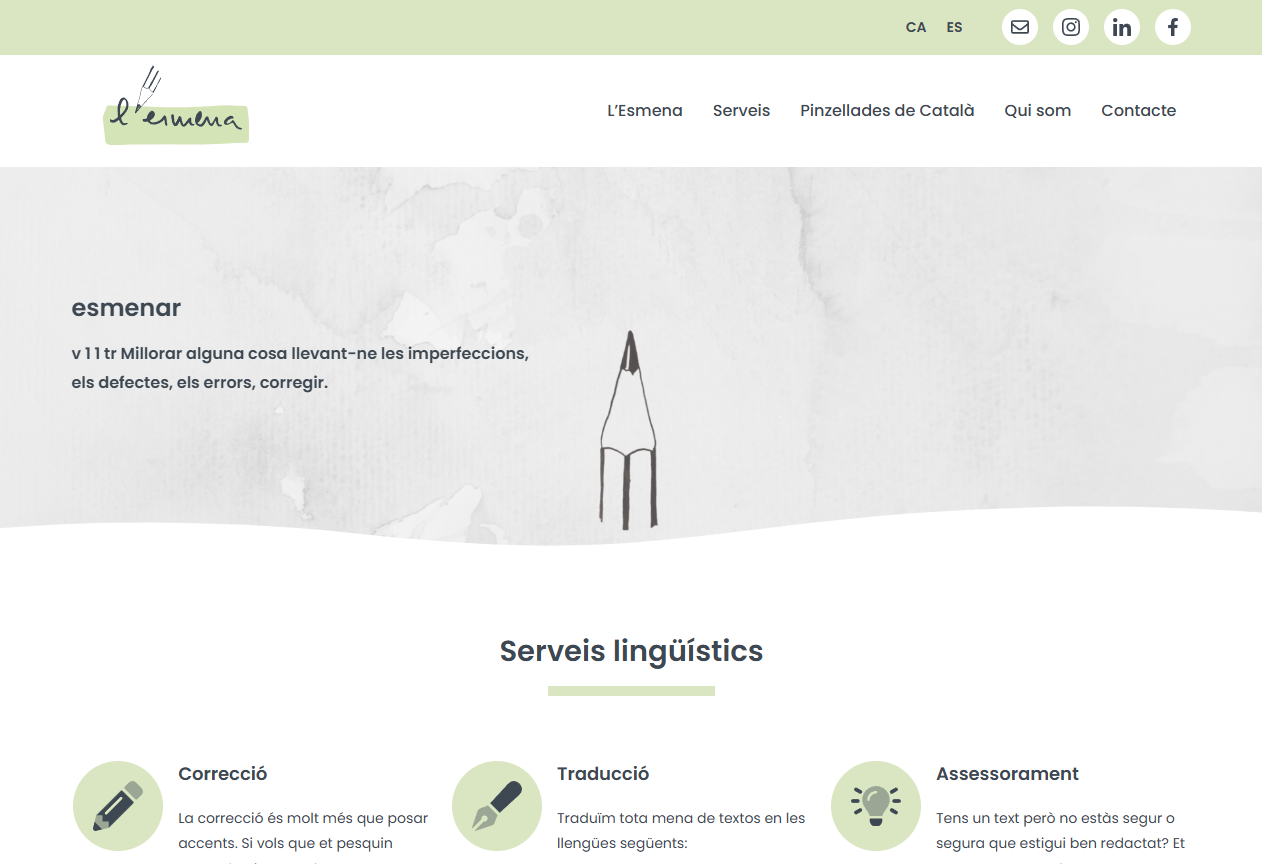 CA ES
l'esmena
L'Esmena Serveis Pinzellades de Català Qui som Contacte
esmenar
v 1 1 tr Millorar alguna cosa llevant-ne les imperfeccions,
els defectes, els errors, corregir.
Serveis lingüístics
Correcció
La correcció és molt més que posar
accents. Si vols que et pesquin
Traducció
Traduïm tota mena de textos en les
llengües següents:
Assessorament
Tens un text però no estàs segur o
segura que estigui ben redactat? Et